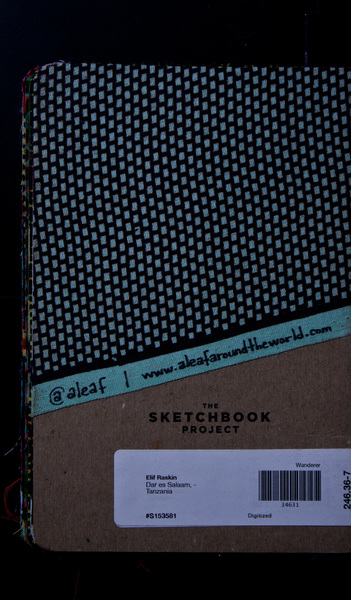 @aleaf | www.aleafaroundtheworld.com
THE
SKETCHBOOK
PROJECT
Wanderer
Elif Raskin
Dar es Salaam, -
Tanzania
34631
#S153581
Digitized
246.36-7